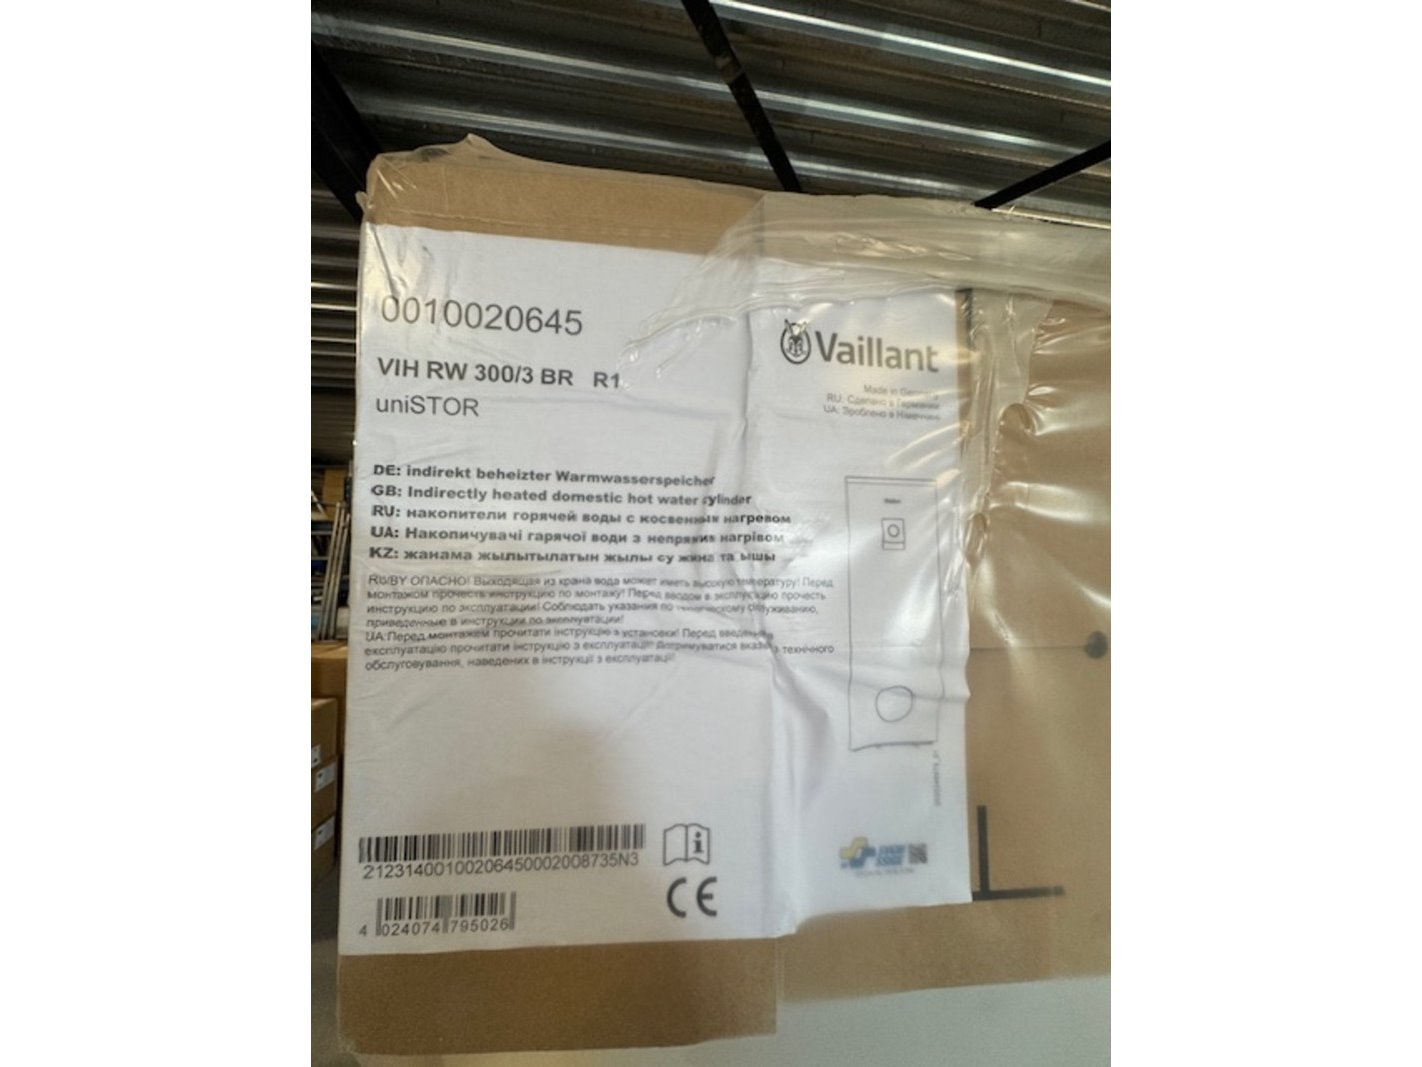 0010020645
VIH RW 300/3 BR R1
uniSTOR
Vaillant
Made in Germany
RU: Сделано в Германии
UA: Зроблено в Німеччині
DE: indirekt beheizter Warmwasserspeicher
GB: Indirectly heated domestic hot water cylinder
RU: накопители горячей воды с косвенным нагревом
UA: Накопичувачі гарячої води з непрямим нагрівом
KZ: жанама жылытылатын жылы су жина ышы
RU/BY ОПАСНО! Выходящая из крана вода может иметь высокую температуру! Перед
монтажом прочесть инструкцию по монтажу! Перед вводом в эксплуатацию прочесть
инструкцию по эксплуатации! Соблюдать указания по техническому обслуживанию,
приведенные в инструкции по эксплуатации!
UA:Перед монтажем прочитати інструкцію з установки! Перед введенням в
експлуатацію прочитати інструкцію з експлуатації! Дотримуватися вказівок з технічного
обслуговування, наведених в інструкції з експлуатації!
21231400100206450002008735N3
4 024074 795026
CE